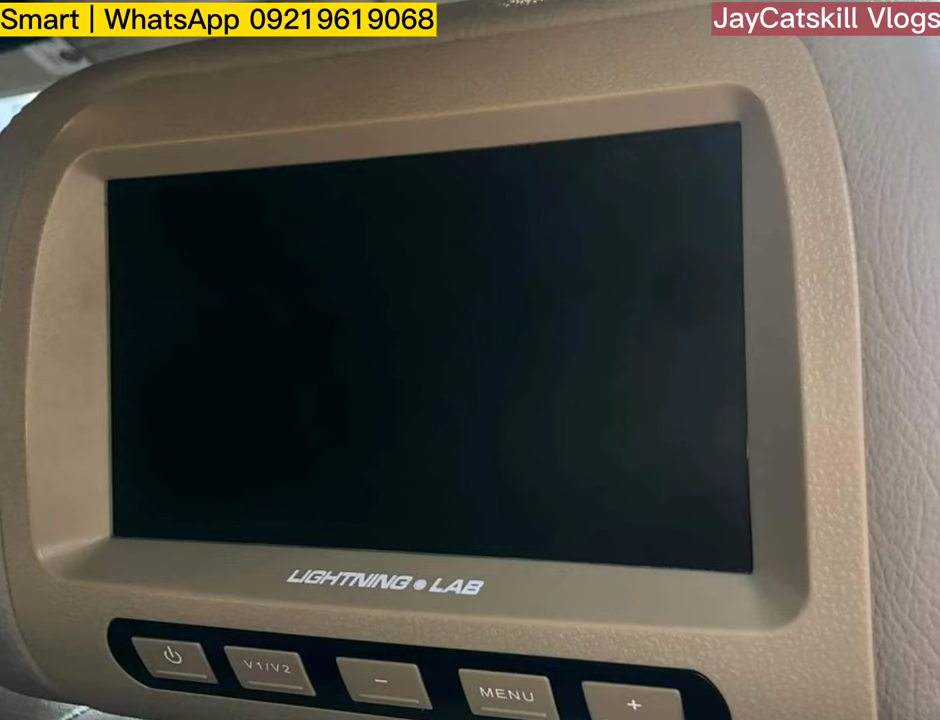 Smart | WhatsApp 09219619068
JayCatskill Vlogs
LIGHTNING LAB
V1/V2
−
MENU
+